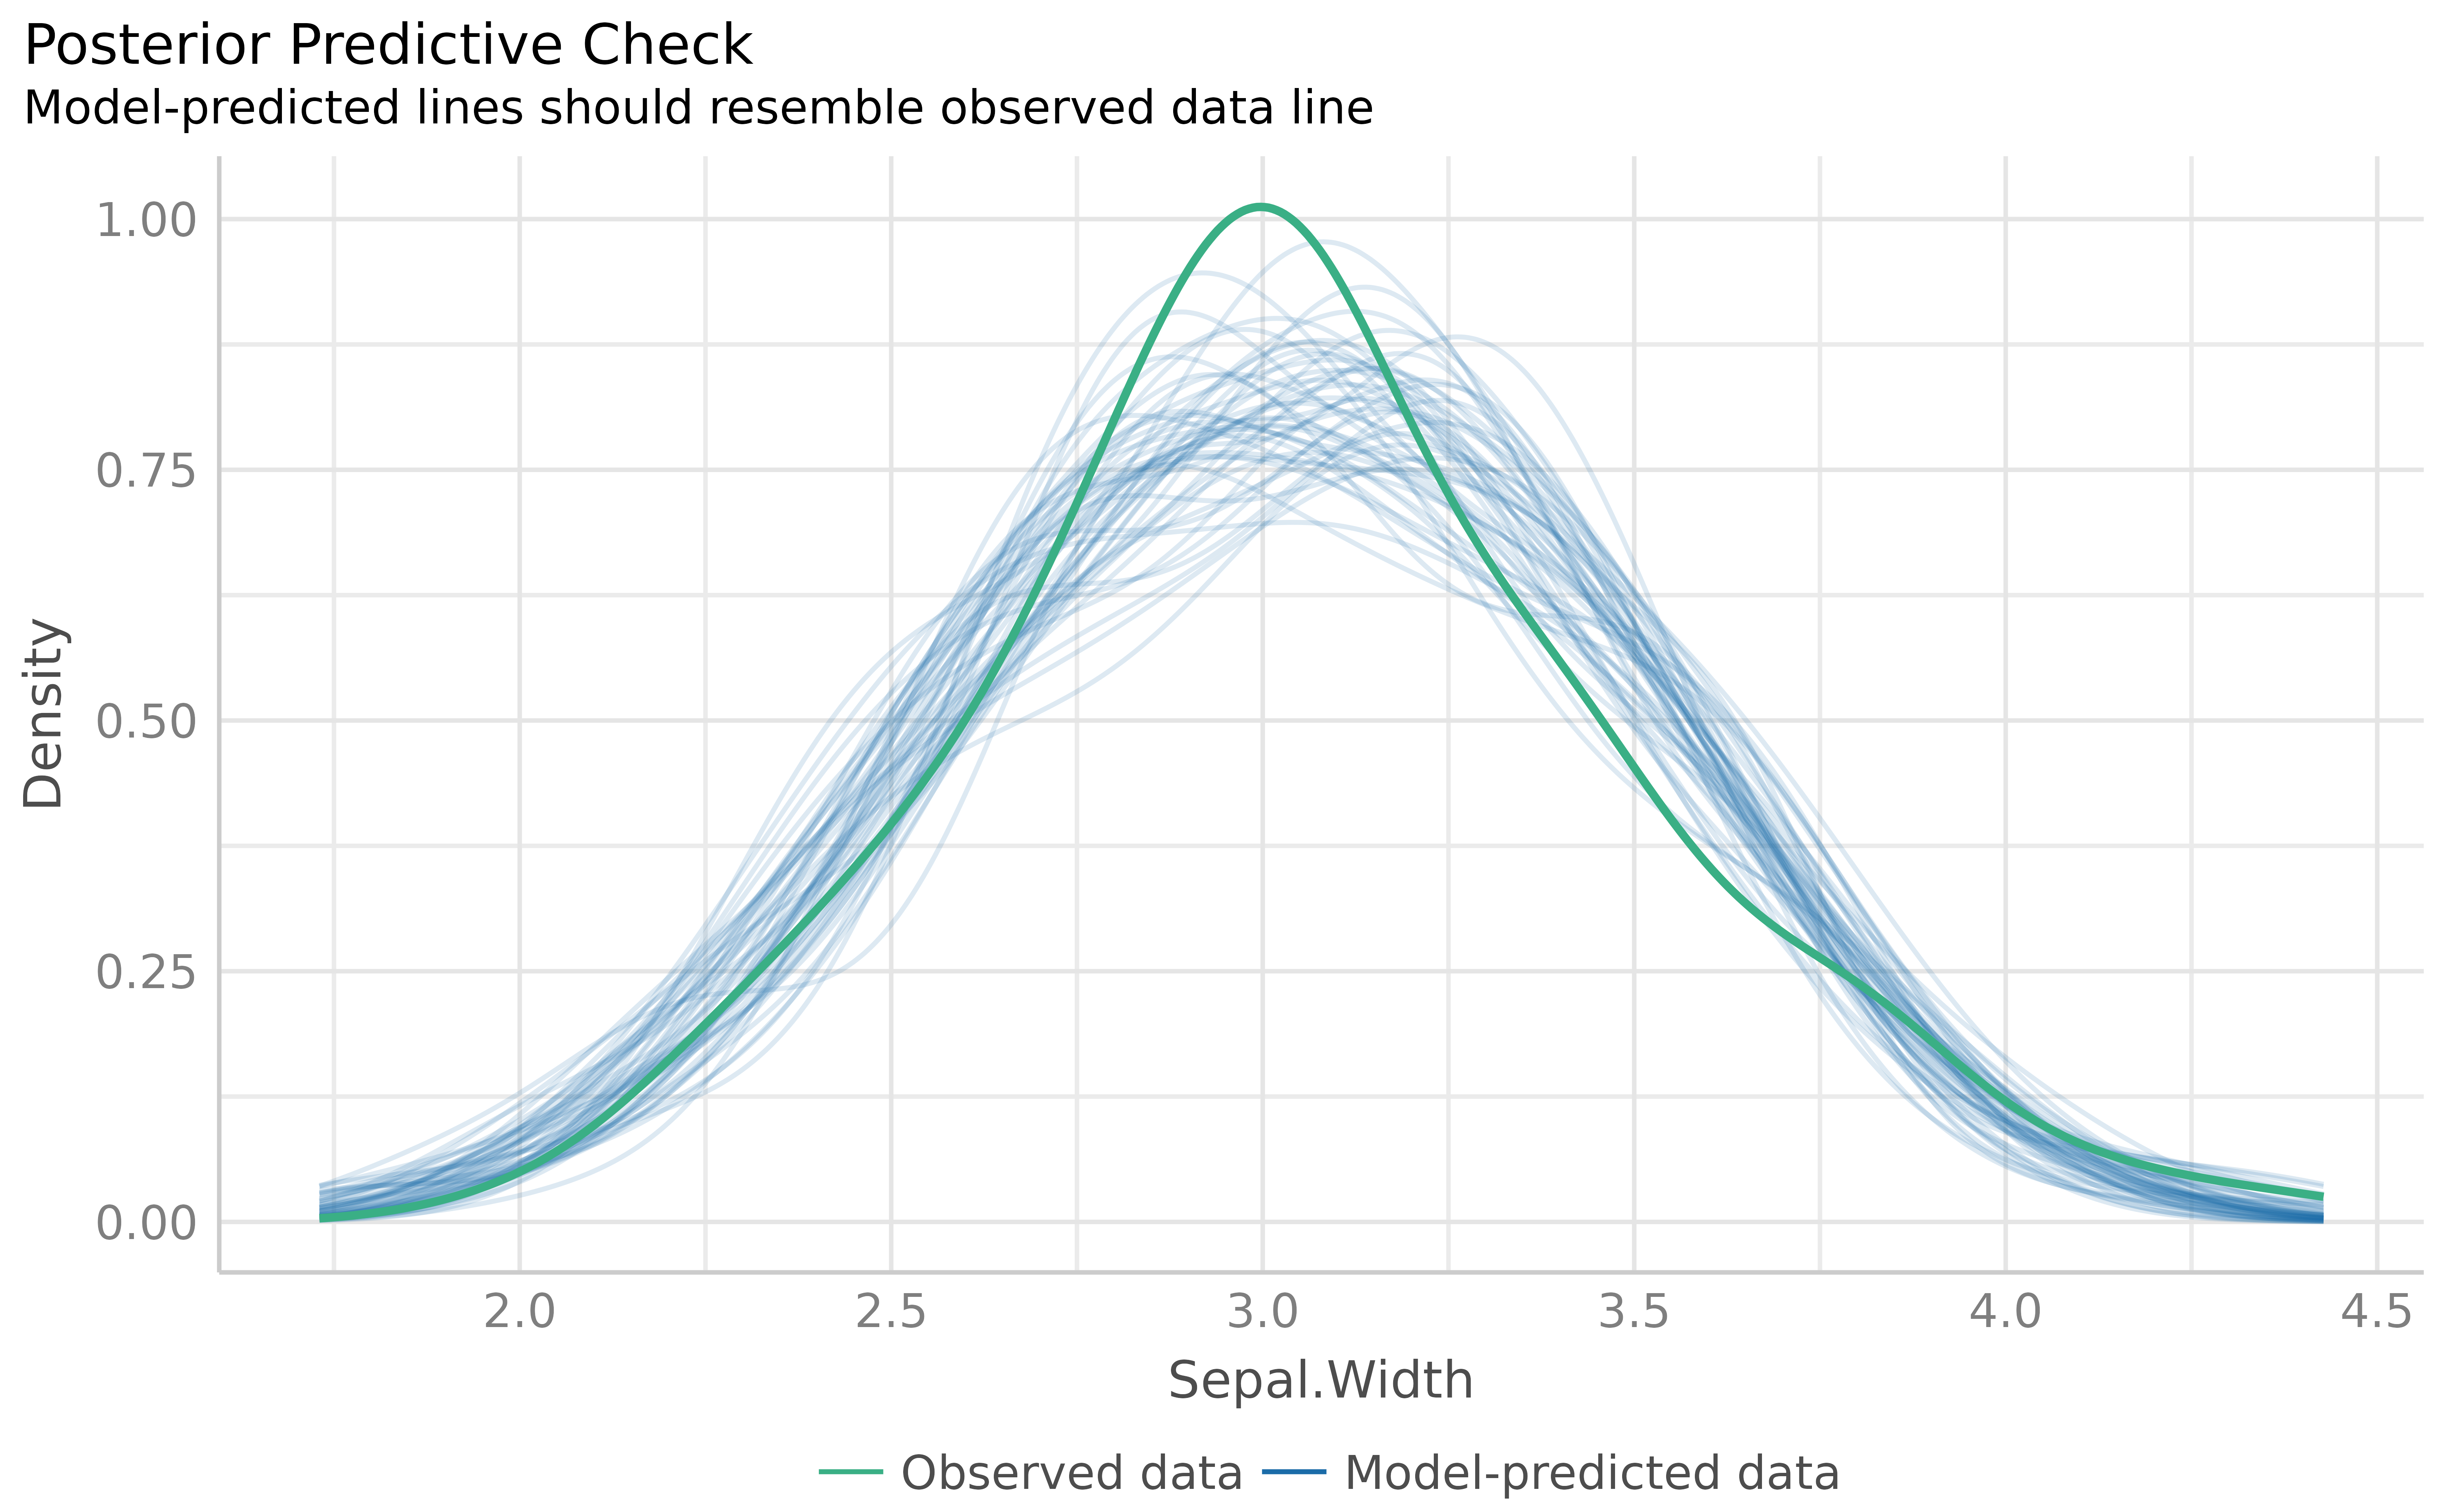 Posterior Predictive Check
Model-predicted lines should resemble observed data line
1.00
0.75
0.50
0.25
0.00
Density
2.0 2.5 3.0 3.5 4.0 4.5
Sepal.Width
Observed data Model-predicted data